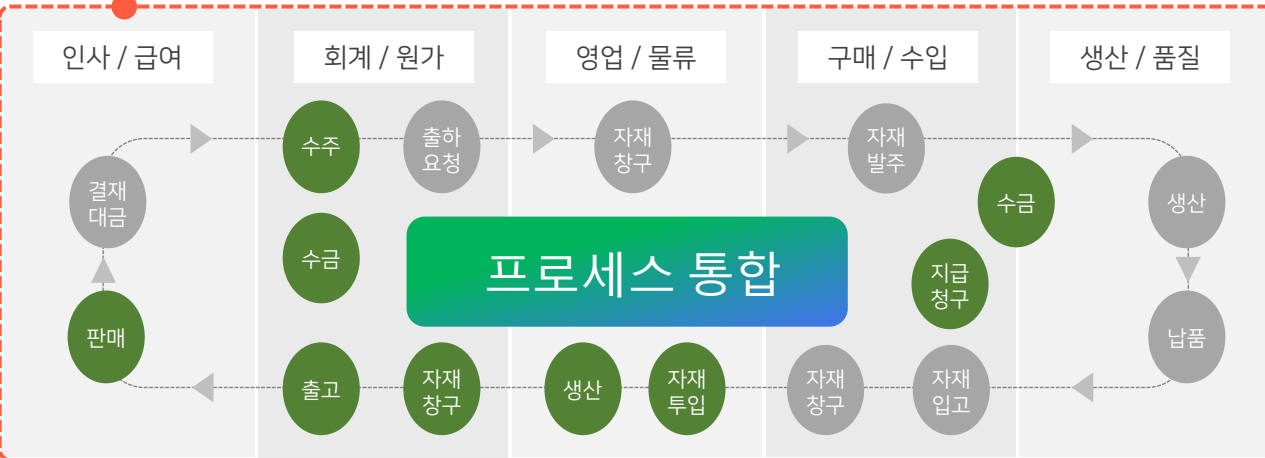 인사 / 급여
회계 / 원가
영업 / 물류
구매 / 수입
생산 / 품질
수주
출하
요청
자재
창구
자재
발주
결재
대금
수금
생산
수금
프로세스 통합
지급
청구
판매
납품
출고
자재
창구
생산
자재
투입
자재
창구
자재
입고